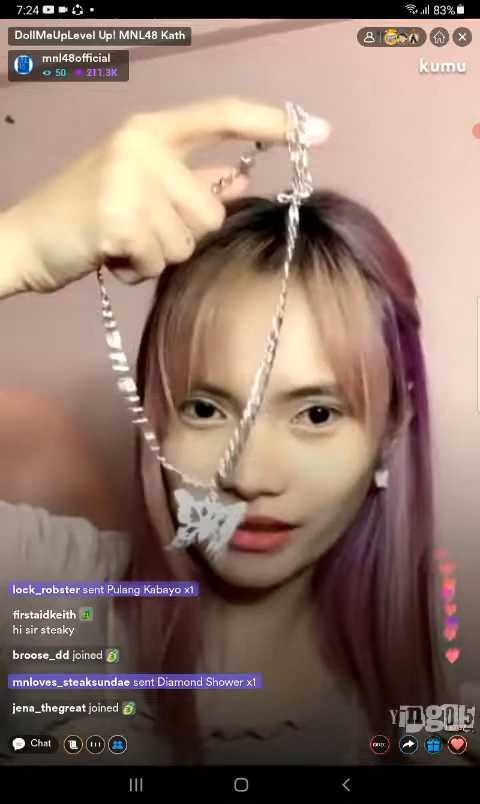 7:24
83%
DollMeUpLevel Up! MNL48 Kath
mnl48official
50 211.3K
kumu
lock_robster sent Pulang Kabayo x1
firstaidkeith
hi sir steaky
broose_dd joined
mnloves_steaksundae sent Diamond Shower x1
jena_thegreat joined
Chat